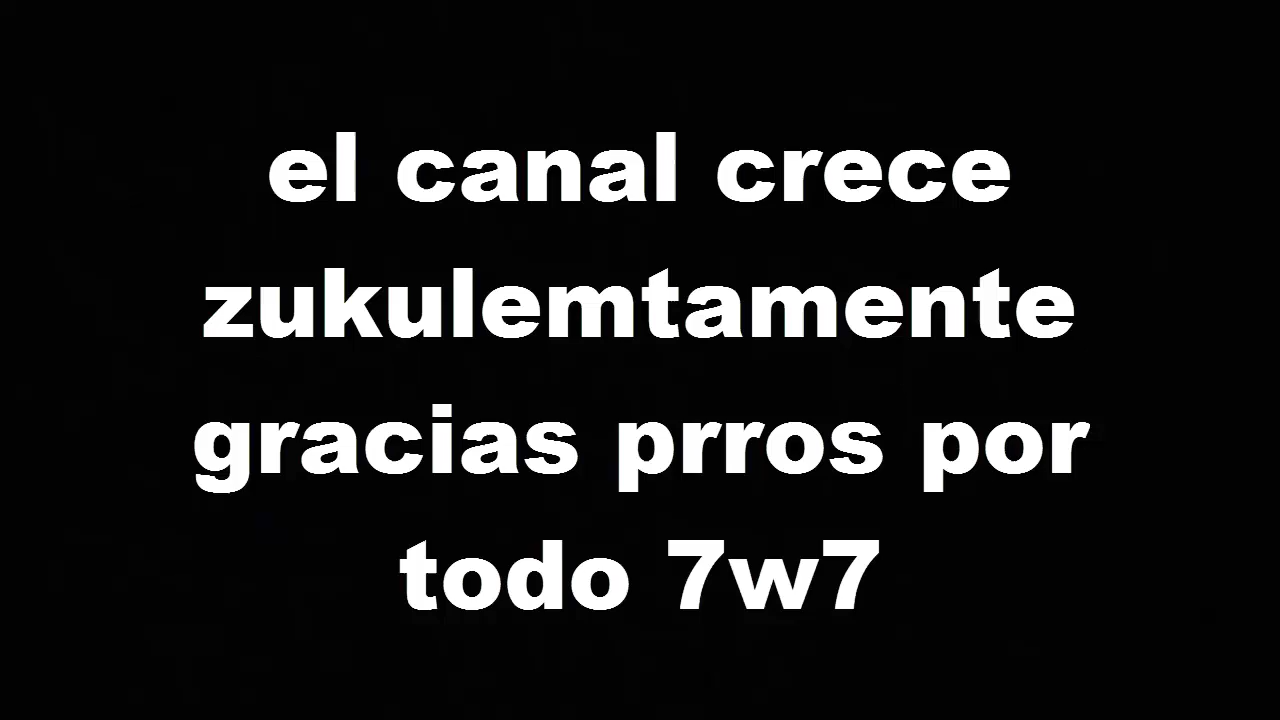 el canal crece
zukulemtamente
gracias prros por
todo 7w7